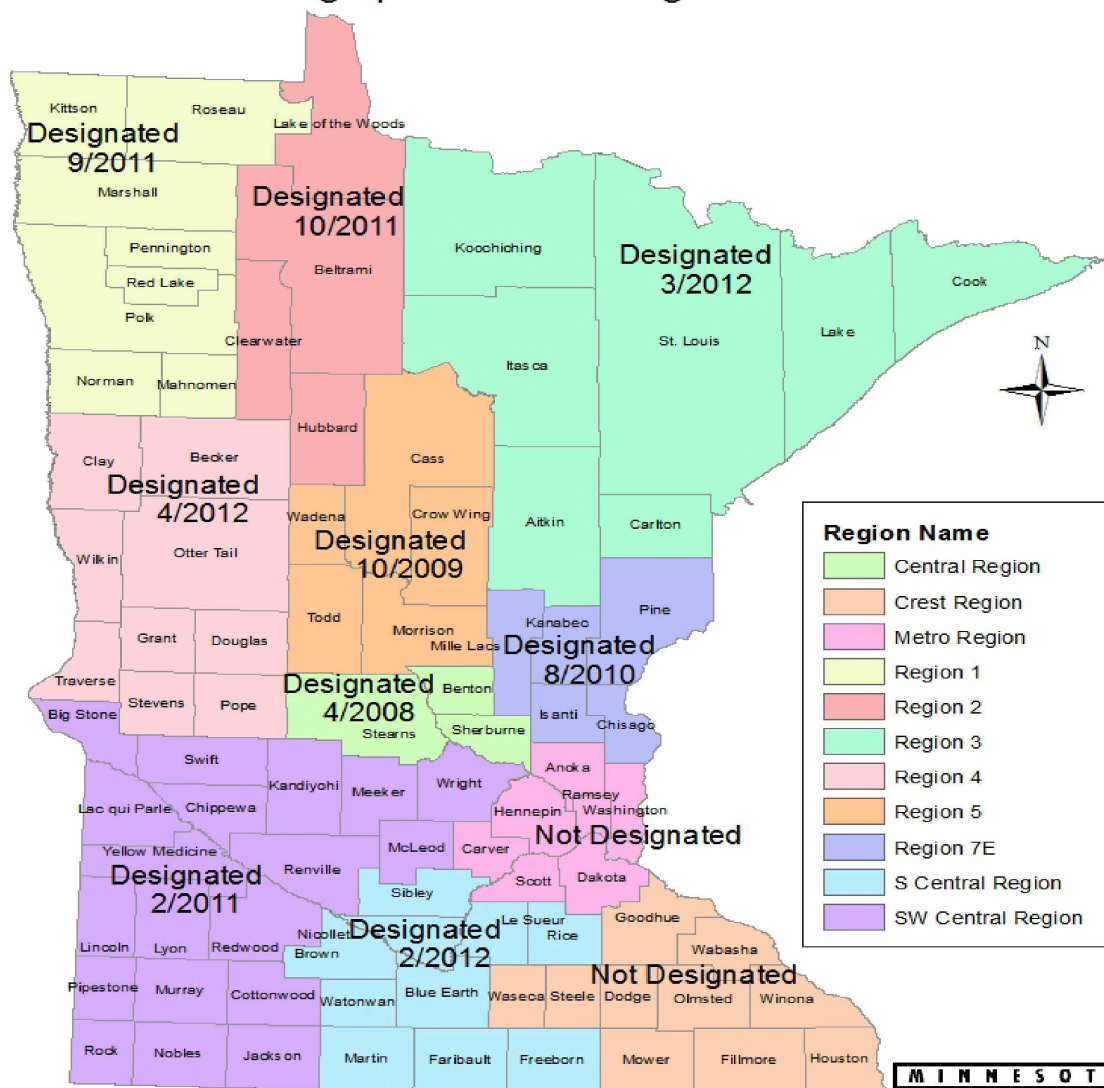 Kittson
Roseau
Lake of the Woods
Designated
9/2011
Marshall
Designated
10/2011
Pennington
Koochiching
Designated
3/2012
Beltrami
Cook
Red Lake
Polk
Clearwater
St. Louis
Lake
N
Itasca
Norman
Mahnomen
Hubbard
Clay
Becker
Cass
Designated
4/2012
Wadena
Crow Wing
Aitkin
Carlton
Designated
10/2009
Otter Tail
Wilkin
Todd
Morrison
Mille Lacs
Kanabec
Pine
Grant
Douglas
Designated
8/2010
Traverse
Stevens
Pope
Designated
4/2008
Benton
Isanti
Chisago
Big Stone
Stearns
Sherburne
Swift
Kandiyohi
Meeker
Wright
Anoka
Ramsey
Hennepin
Washington
Lac qui Parle
Chippewa
Not Designated
Yellow Medicine
Renville
McLeod
Carver
Scott
Dakota
Designated
2/2011
Sibley
Goodhue
Le Sueur
Rice
Nicollet
Designated
2/2012
Wabasha
Lincoln
Lyon
Redwood
Brown
Not Designated
Pipestone
Murray
Cottonwood
Watonwan
Blue Earth
Waseca
Steele
Dodge
Olmsted
Winona
Rock
Nobles
Jackson
Martin
Faribault
Freeborn
Mower
Fillmore
Houston
Region Name
Central Region
Crest Region
Metro Region
Region 1
Region 2
Region 3
Region 4
Region 5
Region 7E
S Central Region
SW Central Region
MINNESOT